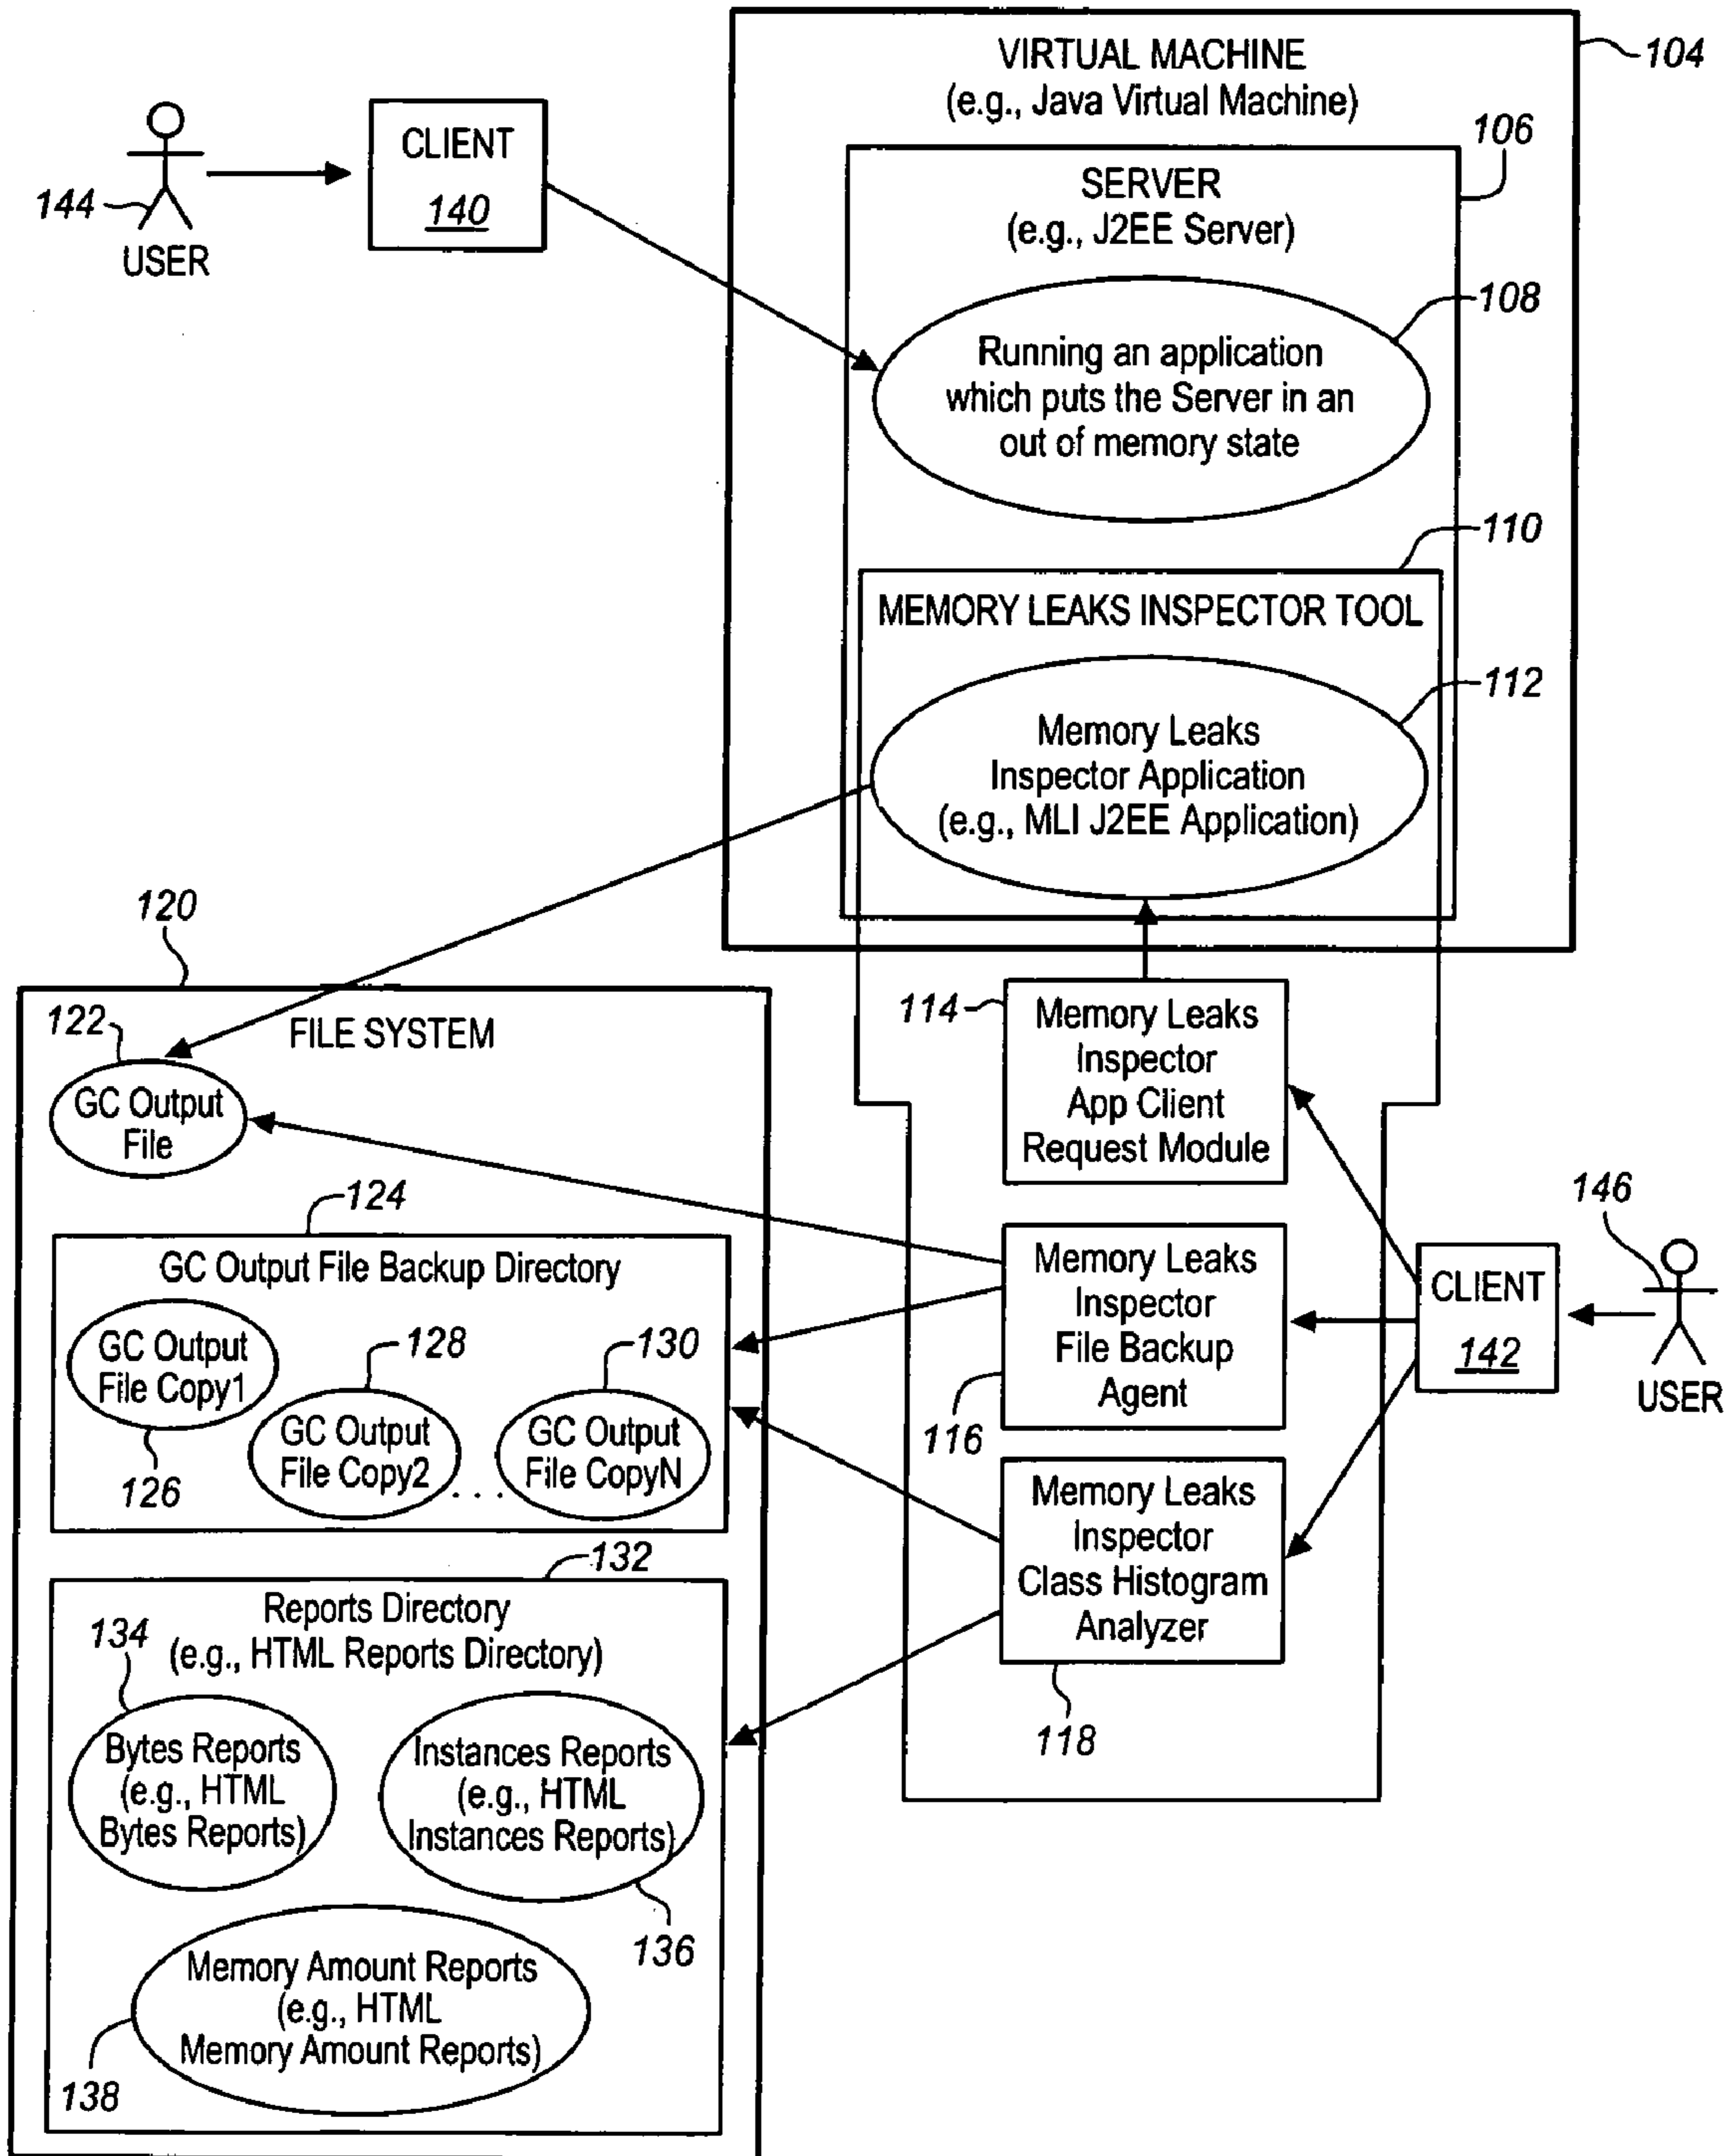 VIRTUAL MACHINE
(e.g., Java Virtual Machine)
104
144
USER
CLIENT
140
106
SERVER
(e.g., J2EE Server)
108
Running an application
which puts the Server in an
out of memory state
110
MEMORY LEAKS INSPECTOR TOOL
112
Memory Leaks
Inspector Application
(e.g., MLI J2EE Application)
120
FILE SYSTEM
122
GC Output
File
124
GC Output File Backup Directory
GC Output
File Copy1
126
128
GC Output
File Copy2
. . .
130
GC Output
File CopyN
132
Reports Directory
(e.g., HTML Reports Directory)
134
Bytes Reports
(e.g., HTML
Bytes Reports)
Instances Reports
(e.g., HTML
Instances Reports)
136
Memory Amount Reports
(e.g., HTML
Memory Amount Reports)
138
114
Memory Leaks
Inspector
App Client
Request Module
Memory Leaks
Inspector
File Backup
Agent
116
Memory Leaks
Inspector
Class Histogram
Analyzer
118
CLIENT
142
146
USER